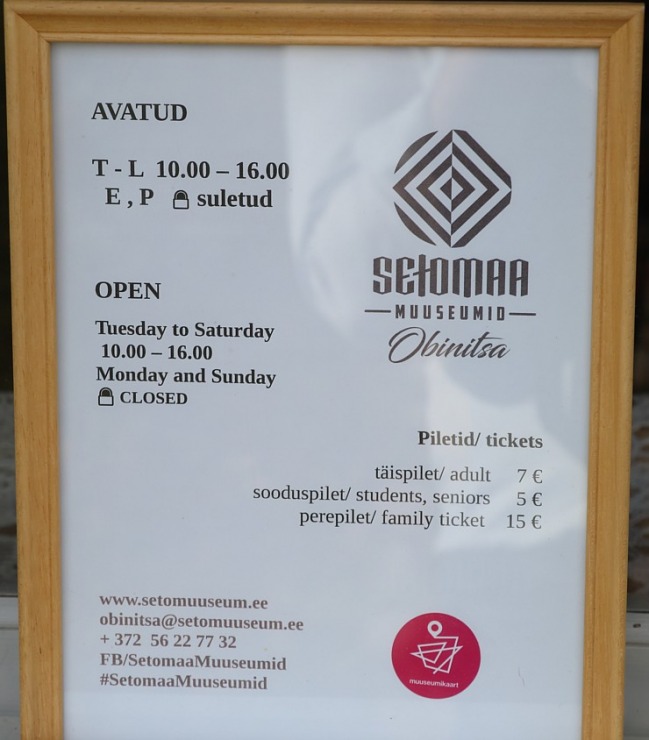 AVATUD
T - L 10.00 – 16.00
E , P suletud
OPEN
Tuesday to Saturday
10.00 – 16.00
Monday and Sunday
CLOSED
SETOMAA
MUUSEUMID
Obinitsa
Piletid/ tickets
täispilet/ adult 7 €
sooduspilet/ students, seniors 5 €
perepilet/ family ticket 15 €
www.setomuuseum.ee
obinitsa@setomuuseum.ee
+ 372 56 22 77 32
FB/SetomaaMuuseumid
#SetomaaMuuseumid
muuseumikaart